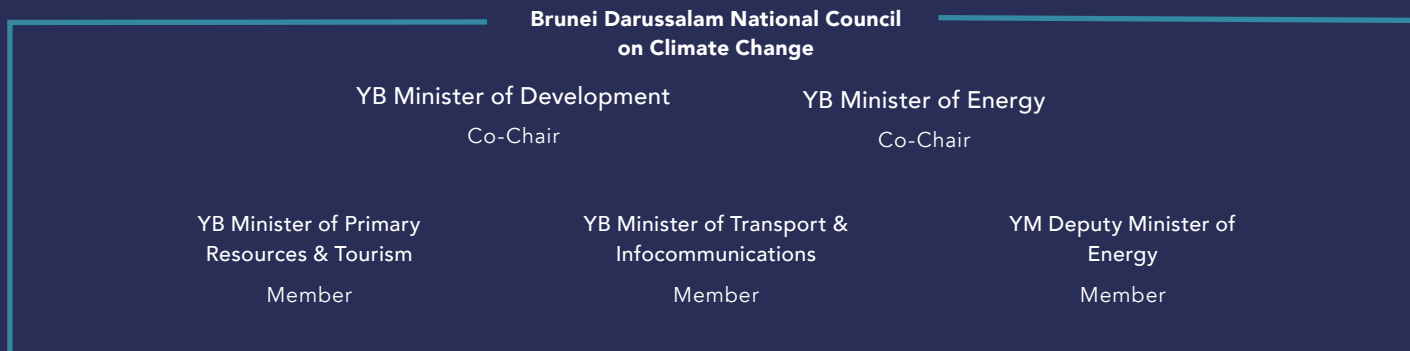 Brunei Darussalam National Council
on Climate Change
YB Minister of Development
Co-Chair
YB Minister of Energy
Co-Chair
YB Minister of Primary
Resources & Tourism
Member
YB Minister of Transport &
Infocommunications
Member
YM Deputy Minister of
Energy
Member